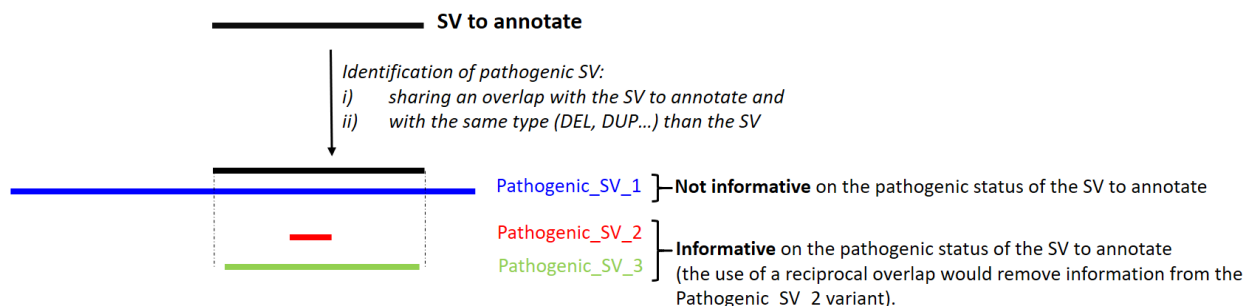 SV to annotate
Identification of pathogenic SV:
i) sharing an overlap with the SV to annotate and
ii) with the same type (DEL, DUP…) than the SV
Pathogenic_SV_1
Not informative on the pathogenic status of the SV to annotate
Pathogenic_SV_2
Pathogenic_SV_3
Informative on the pathogenic status of the SV to annotate
(the use of a reciprocal overlap would remove information from the
Pathogenic_SV_2 variant).